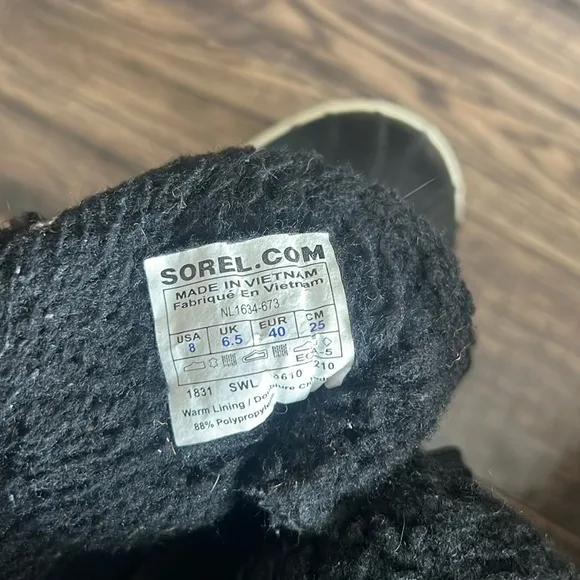 SOREL.COM
MADE IN VIETNAM
Fabriqué En Vietnam
NL1634-673
USA UK EUR CM
8 6.5 40 25
1831 SWL
Warm Lining /
88%